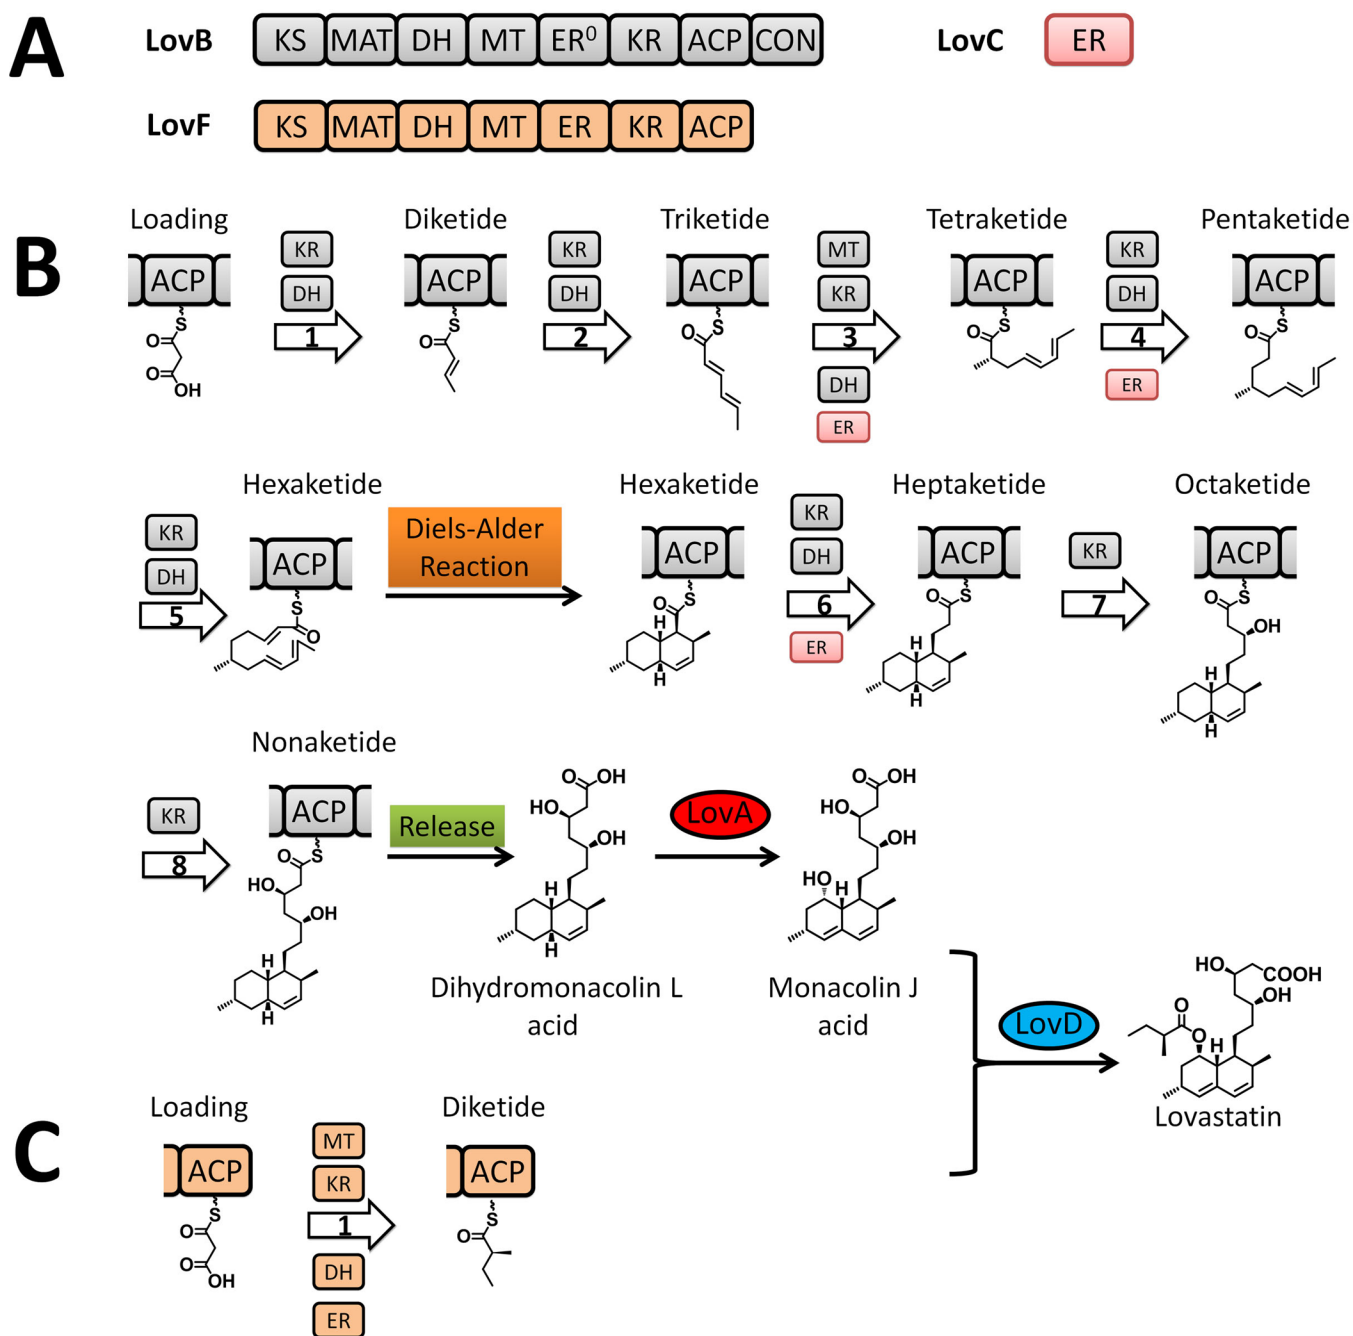 A
LovB KS MAT DH MT ER⁰ KR ACP CON LovC ER
LovF KS MAT DH MT ER KR ACP
B
Loading Diketide Triketide Tetraketide Pentaketide
KR KR MT KR
ACP ACP ACP ACP ACP
DH DH KR DH
1 2 3 4
S S S S S
O O O O O
O OH
DH ER
ER
Hexaketide Hexaketide Heptaketide Octaketide
KR Diels-Alder KR KR
ACP Reaction ACP ACP ACP
DH DH
5 6 7
S S S S
O O O O
H OH
ER
H H H
H H
Nonaketide
KR ACP Release LovA
8
O OH O OH
O S
HO HO HO
OH OH OH
HO
H H H
H H
Dihydromonacolin L Monacolin J
acid acid
LovD
HO COOH
O OH
O H
Lovastatin
C
Loading Diketide
MT
ACP KR ACP
1
S S
O O
O OH
DH
ER